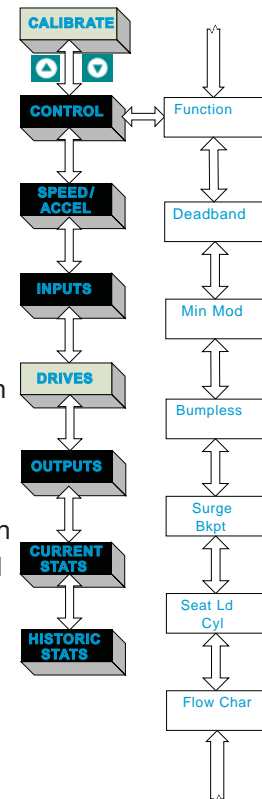 CALIBRATE
CONTROL
SPEED/
ACCEL
INPUTS
DRIVES
OUTPUTS
CURRENT
STATS
HISTORIC
STATS
Function
Deadband
Min Mod
Bumpless
Surge
Bkpt
Seat Ld
Cyl
Flow Char